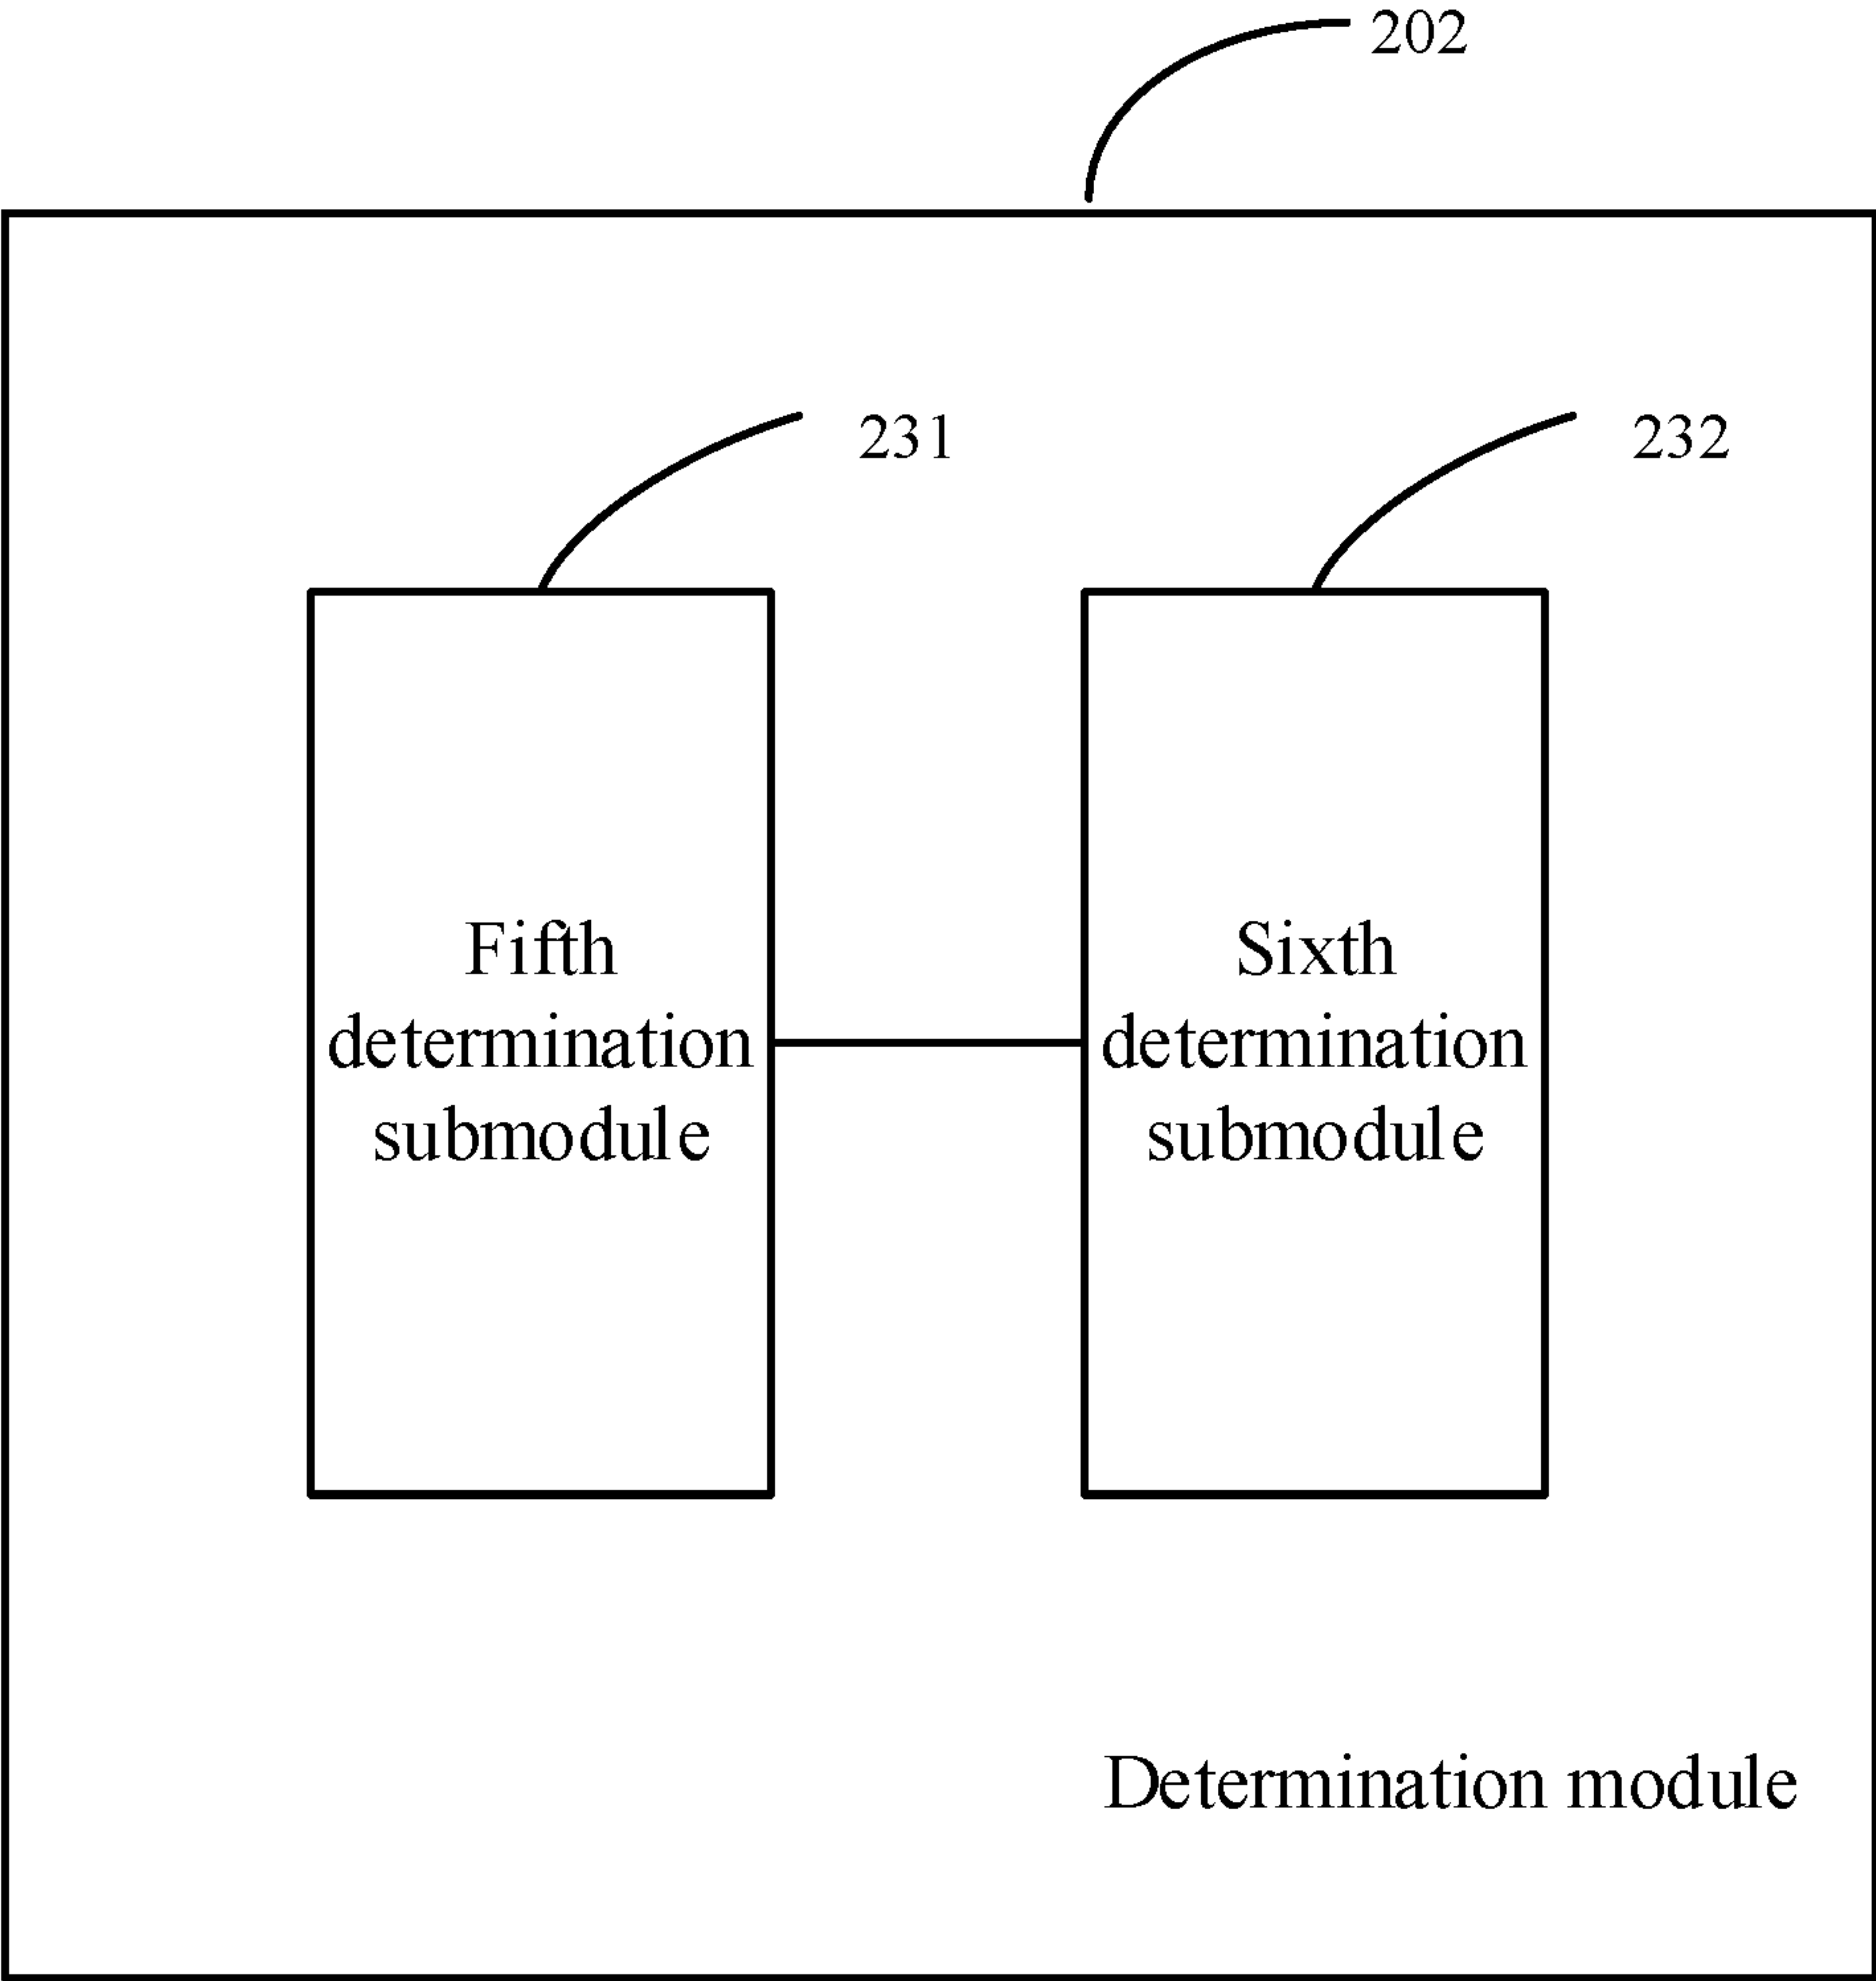 202
231
232
Fifth
determination
submodule
Sixth
determination
submodule
Determination module